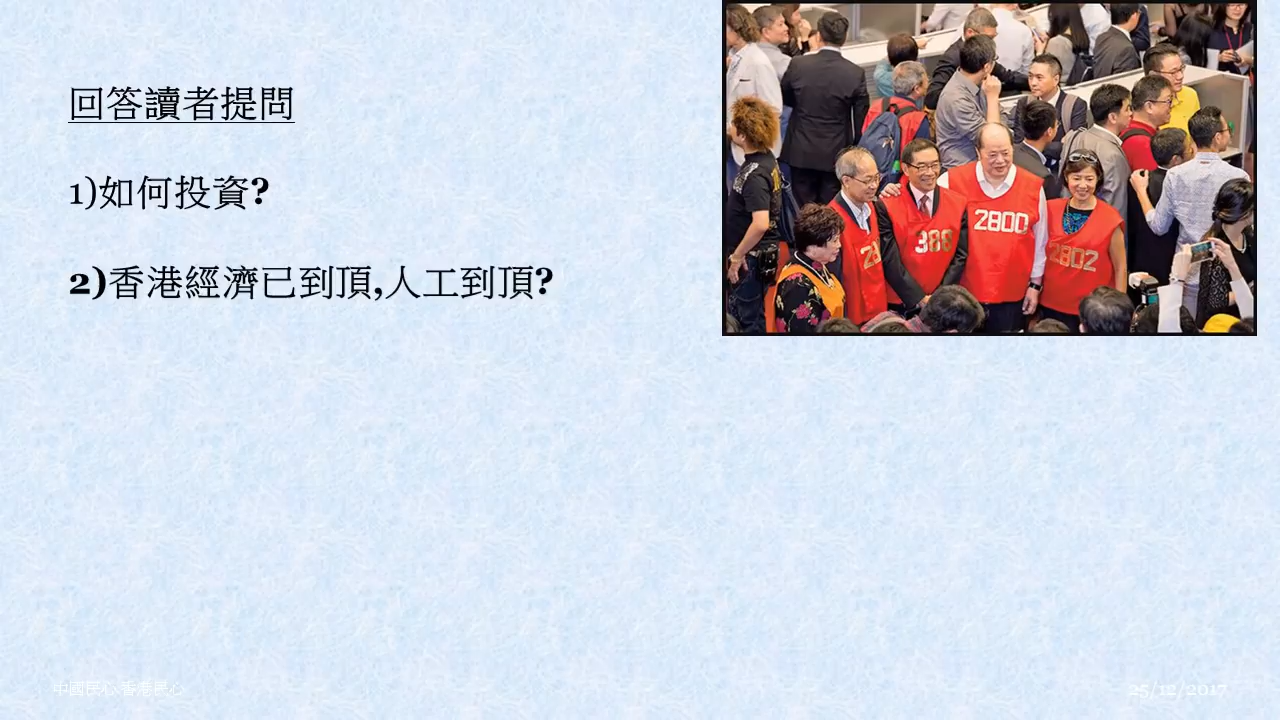 回答讀者提問
1)如何投資?
2)香港經濟已到頂,人工到頂?
28
388
2800
2802
中國民心 香港民心
25/12/2017